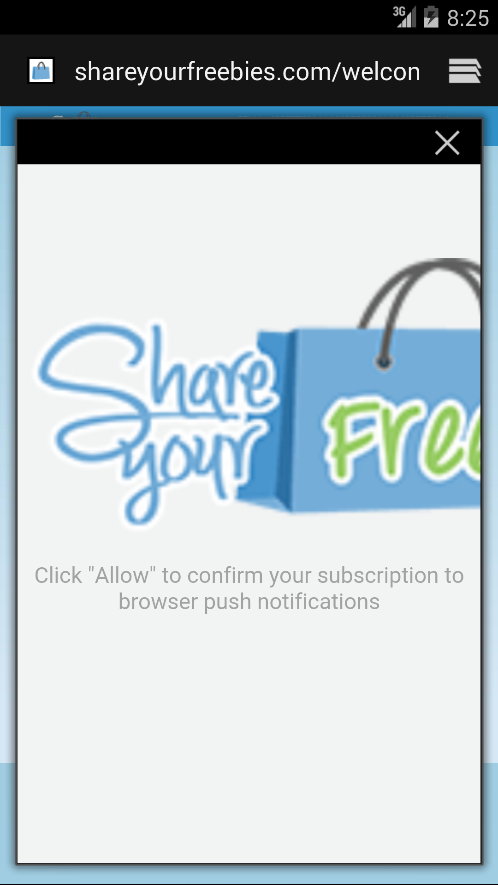 3G 8:25
shareyourfreebies.com/welcon
Share
your Free
Click "Allow" to confirm your subscription to
browser push notifications